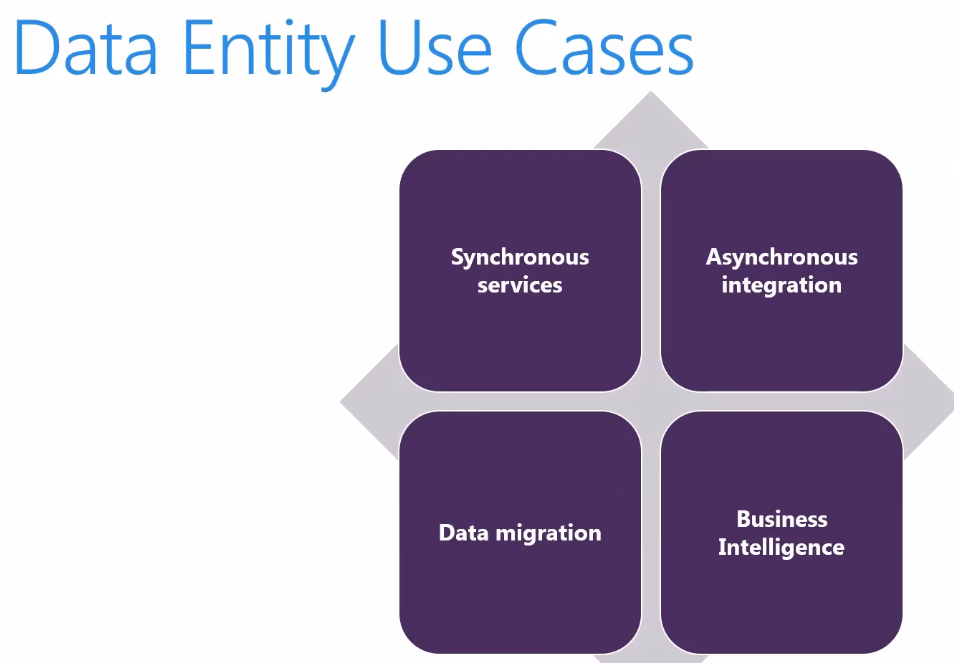 Data Entity Use Cases
Synchronous
services
Asynchronous
integration
Data migration
Business
Intelligence